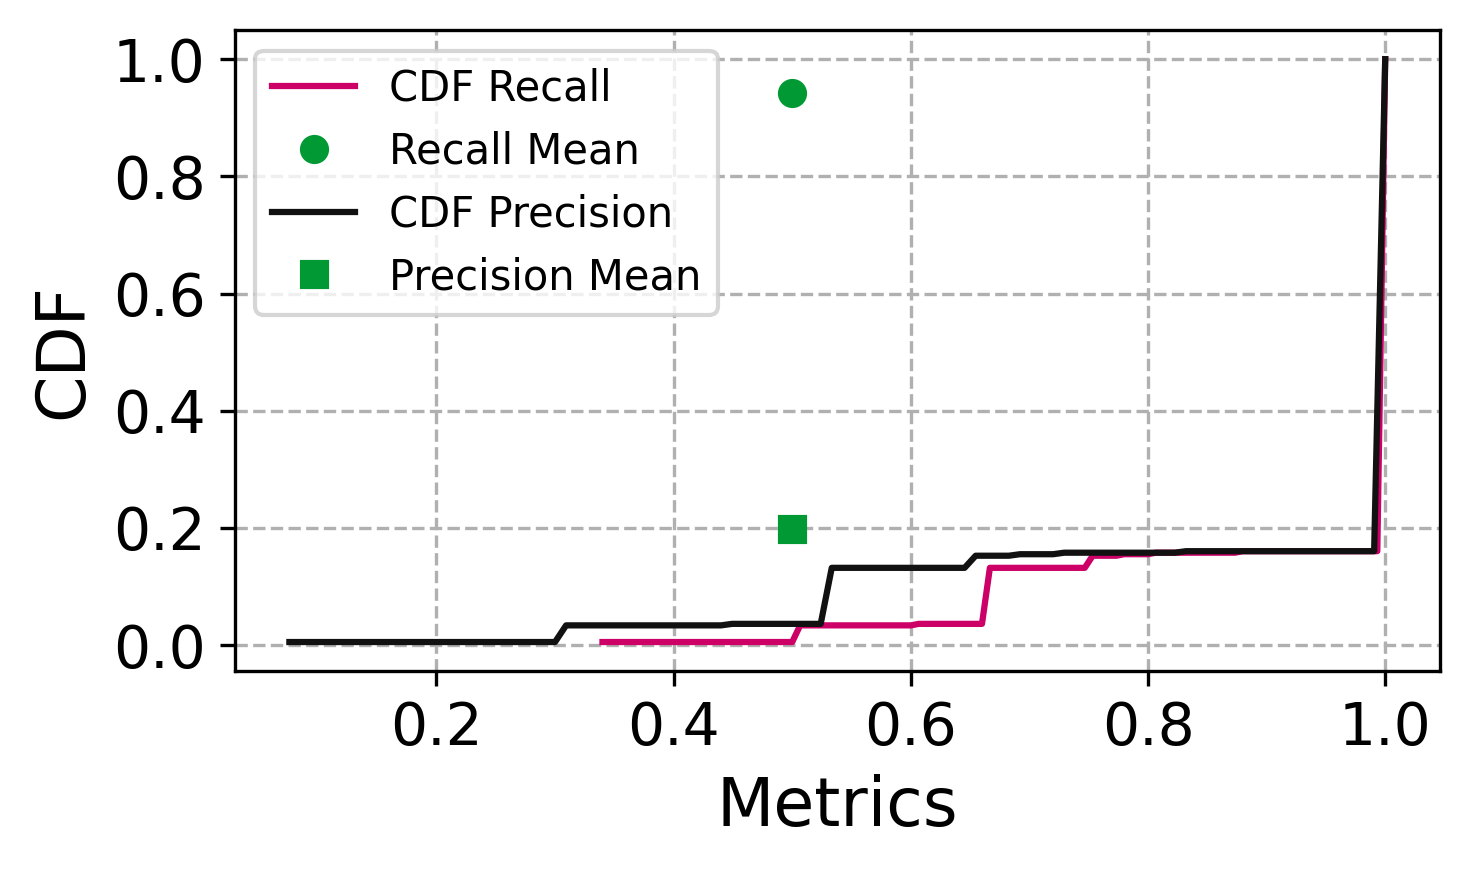 1.0
0.8
0.6
0.4
0.2
0.0
CDF
CDF Recall
Recall Mean
CDF Precision
Precision Mean
0.2 0.4 0.6 0.8 1.0
Metrics